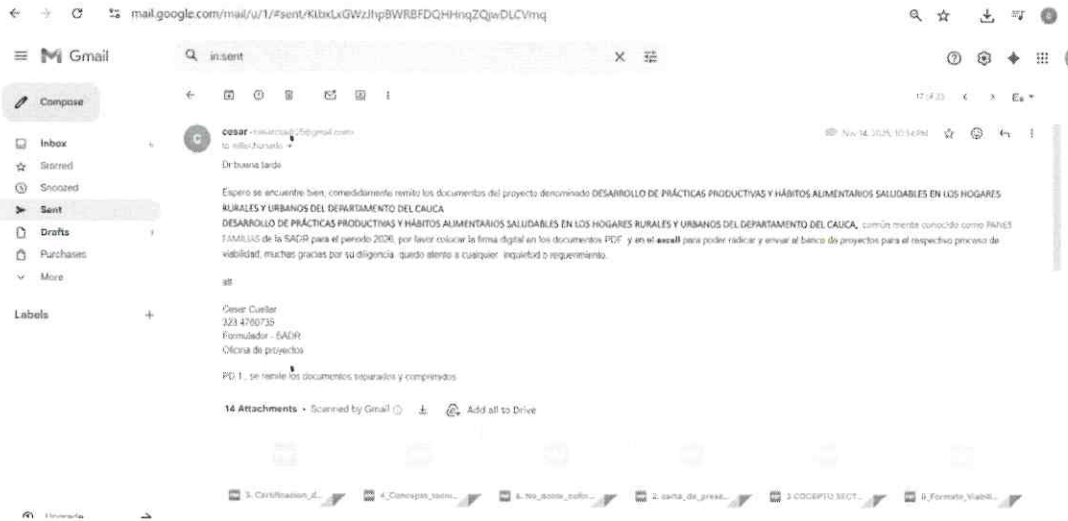 mail.google.com/mail/u/1/#sent/
Gmail
in:sent
Compose
cesar
Nov 14, 2025, 10:34 PM
Inbox
Dr buena tarde
Starred
Snoozed
Espero se encuentre bien, comedidamente remito los documentos del proyecto denominado DESARROLLO DE PRÁCTICAS PRODUCTIVAS Y HÁBITOS ALIMENTARIOS SALUDABLES EN LOS HOGARES
RURALES Y URBANOS DEL DEPARTAMENTO DEL CAUCA
Sent
DESARROLLO DE PRÁCTICAS PRODUCTIVAS Y HÁBITOS ALIMENTARIOS SALUDABLES EN LOS HOGARES RURALES Y URBANOS DEL DEPARTAMENTO DEL CAUCA, común mente conocido como PANES
Drafts
FAMILIAS de la SADR para el periodo 2026, por favor colocar la firma digital en los documentos PDF y en el excell para poder radicar y enviar al banco de proyectos para el respectivo proceso de
Purchases
viabilidad, muchas gracias por su diligencia, quedo atento a cualquier inquietud o requerimiento.
More
att
Labels
Cesar Cuellar
323 4760735
Formulador - SADR
Oficina de proyectos
PD 1., se remite los documentos separados y comprimidos
14 Attachments • Scanned by Gmail
Add all to Drive
Upgrade